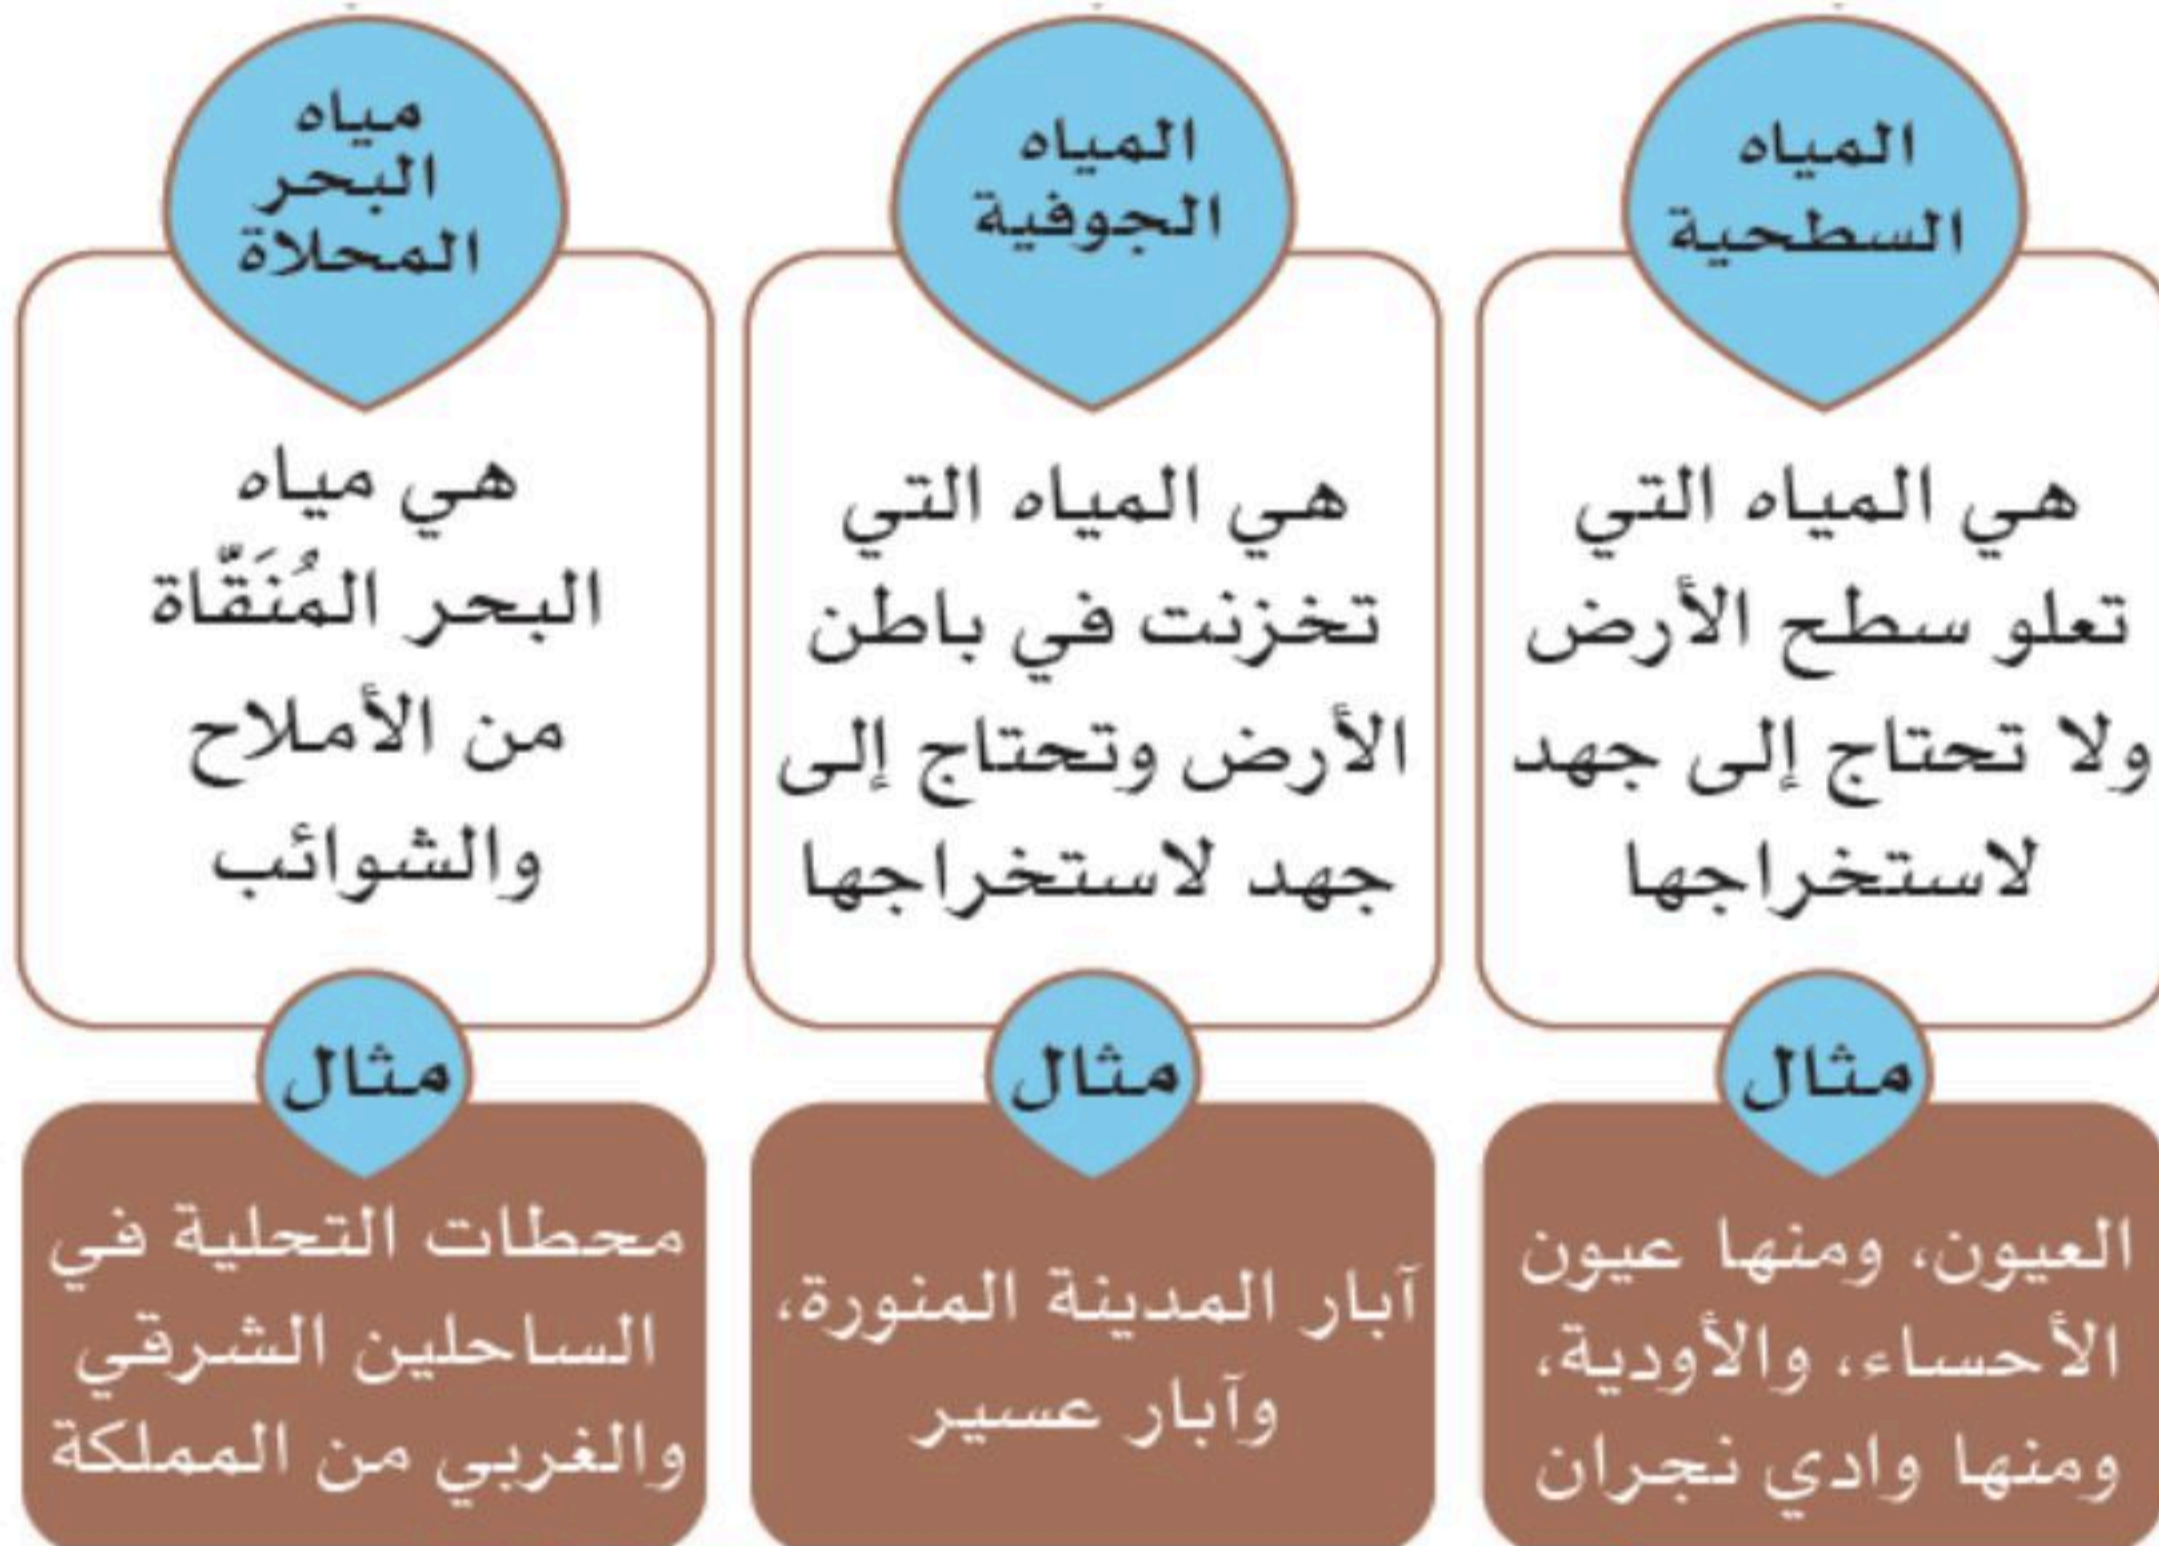 المياه
السطحية
هي المياه التي
تعلو سطح الأرض
ولا تحتاج إلى جهد
لاستخراجها
مثال
العيون، ومنها عيون
الأحساء، والأودية،
ومنها وادي نجران
المياه
الجوفية
هي المياه التي
تخزنت في باطن
الأرض وتحتاج إلى
جهد لاستخراجها
مثال
آبار المدينة المنورة،
وآبار عسير
مياه
البحر
المحلاة
هي مياه
البحر المُنَقّاة
من الأملاح
والشوائب
مثال
محطات التحلية في
الساحلين الشرقي
والغربي من المملكة